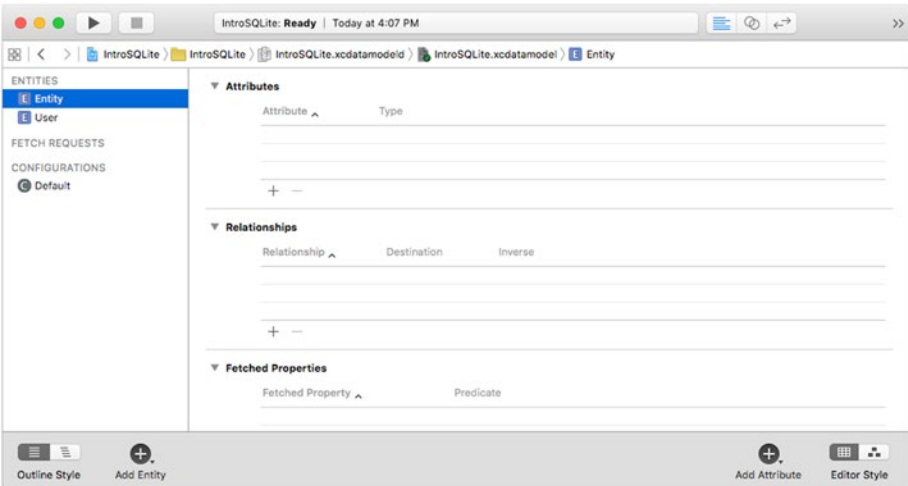 IntroSQLite: Ready | Today at 4:07 PM
IntroSQLite IntroSQLite IntroSQLite.xcdatamodeld IntroSQLite.xcdatamodel E Entity
ENTITIES
E Entity
E User
FETCH REQUESTS
CONFIGURATIONS
C Default
Attributes
Attribute Type
Relationships
Relationship Destination Inverse
Fetched Properties
Fetched Property Predicate
Outline Style Add Entity Add Attribute Editor Style